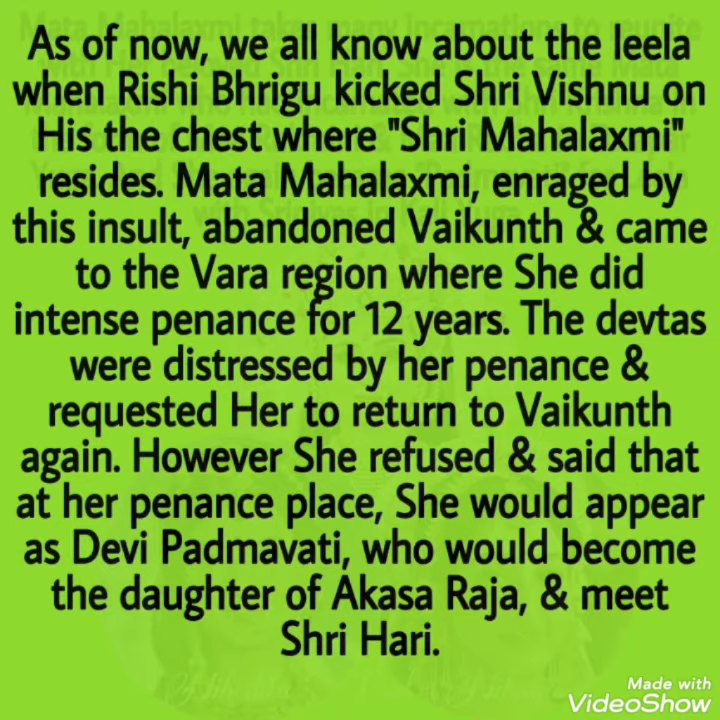 As of now, we all know about the leela
when Rishi Bhrigu kicked Shri Vishnu on
His the chest where "Shri Mahalaxmi"
resides. Mata Mahalaxmi, enraged by
this insult, abandoned Vaikunth & came
to the Vara region where She did
intense penance for 12 years. The devtas
were distressed by her penance &
requested Her to return to Vaikunth
again. However She refused & said that
at her penance place, She would appear
as Devi Padmavati, who would become
the daughter of Akasa Raja, & meet
Shri Hari.
Made with
VideoShow